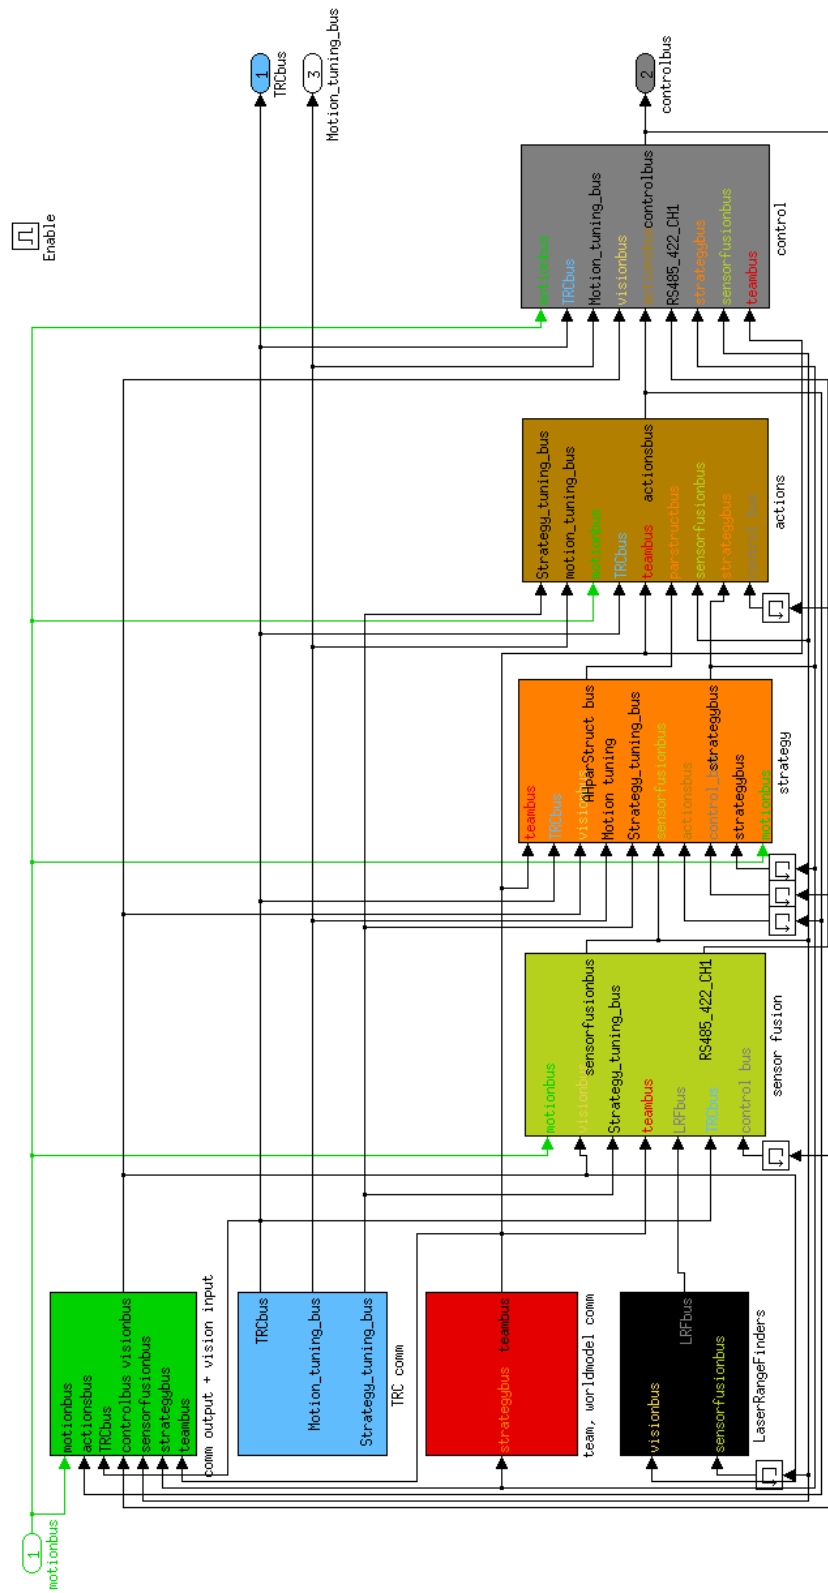 1
motionbus
Enable
motionbus
actionsbus
TRCbus
controlbus
sensorfusionbus
strategybus
teambus
visionbus
comm output + vision input
TRCbus
Motion_tuning_bus
Strategy_tuning_bus
TRC comm
strategybus
teambus
team, worldmodel comm
visionbus
sensorfusionbus
LRFbus
LaserRangeFinders
motionbus
visionbus
Strategy_tuning_bus
teambus
LRFbus
TRCbus
control bus
sensorfusionbus
RS485_422_CH1
sensor fusion
teambus
TRCbus
visionbus
Motion tuning
Strategy_tuning_bus
sensorfusionbus
actionsbus
strategybus
motionbus
AHparStruct bus
strategybus
strategy
Strategy_tuning_bus
motion_tuning_bus
motionbus
TRCbus
teambus
parstructbus
sensorfusionbus
strategybus
control bus
actionsbus
actions
motionbus
TRCbus
Motion_tuning_bus
visionbus
actionsbus
RS485_422_CH1
strategybus
sensorfusionbus
teambus
controlbus
control
1
TRCbus
3
Motion_tuning_bus
2
controlbus